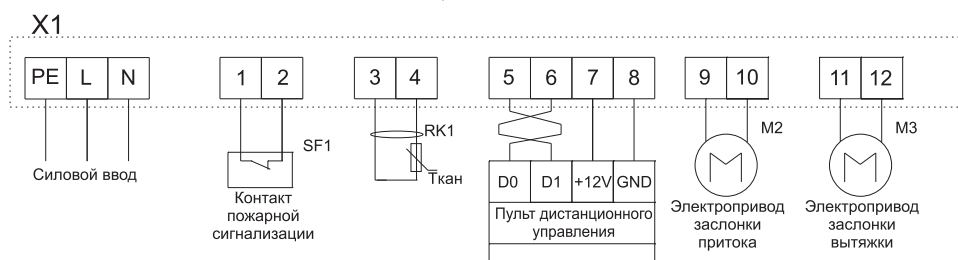 X1
PE L N 1 2 3 4 5 6 7 8 9 10 11 12
SF1
RK1
Ткан
M2
M3
M
M
Силовой ввод
Контакт
пожарной
сигнализации
D0 D1 +12V GND
Пульт дистанционного
управления
Электропривод
заслонки
притока
Электропривод
заслонки
вытяжки